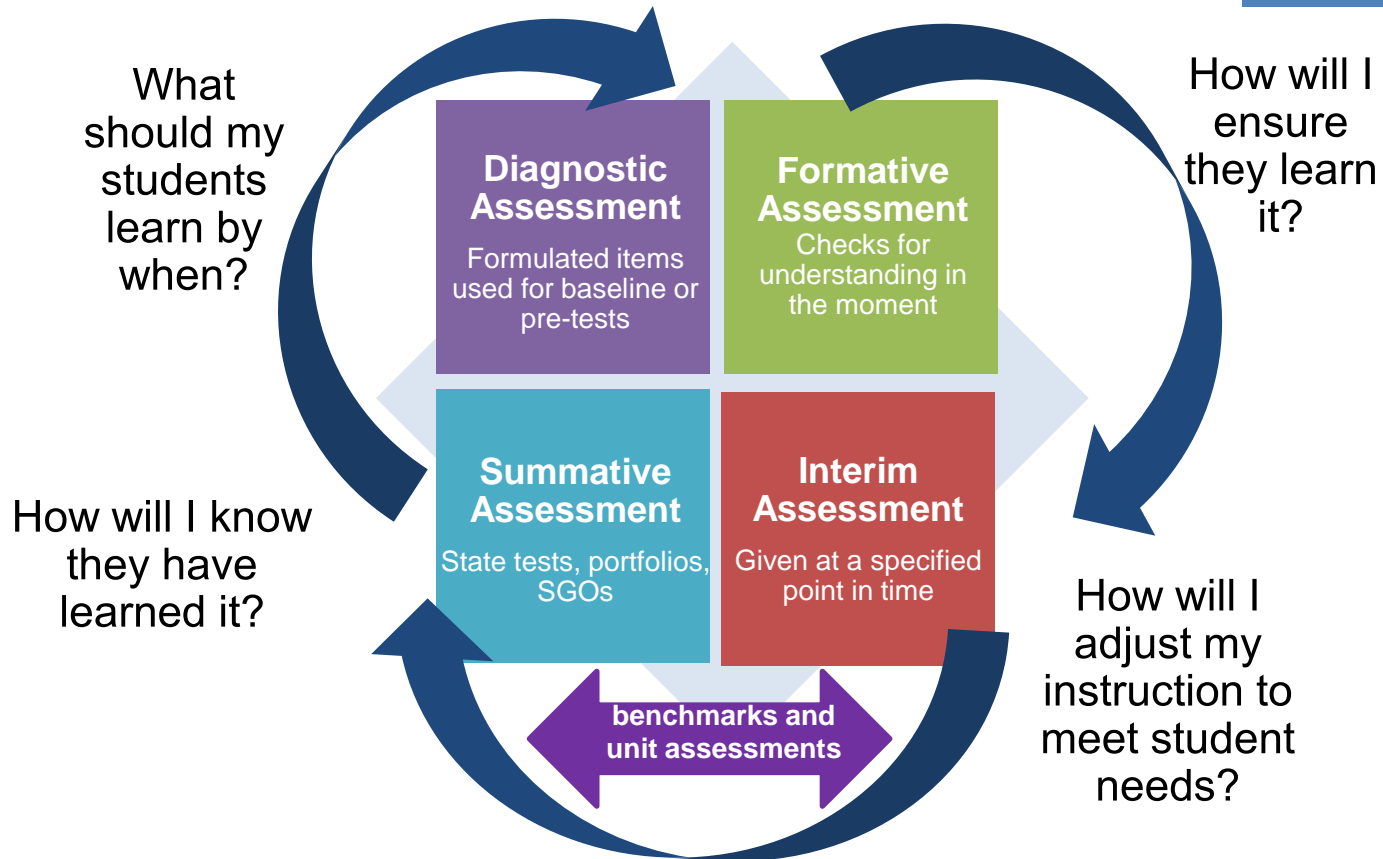 What
should my
students
learn by
when?
Diagnostic
Assessment
Formulated items
used for baseline or
pre-tests
Formative
Assessment
Checks for
understanding in
the moment
How will I
ensure
they learn
it?
How will I know
they have
learned it?
Summative
Assessment
State tests, portfolios,
SGOs
Interim
Assessment
Given at a specified
point in time
How will I
adjust my
instruction to
meet student
needs?
benchmarks and
unit assessments